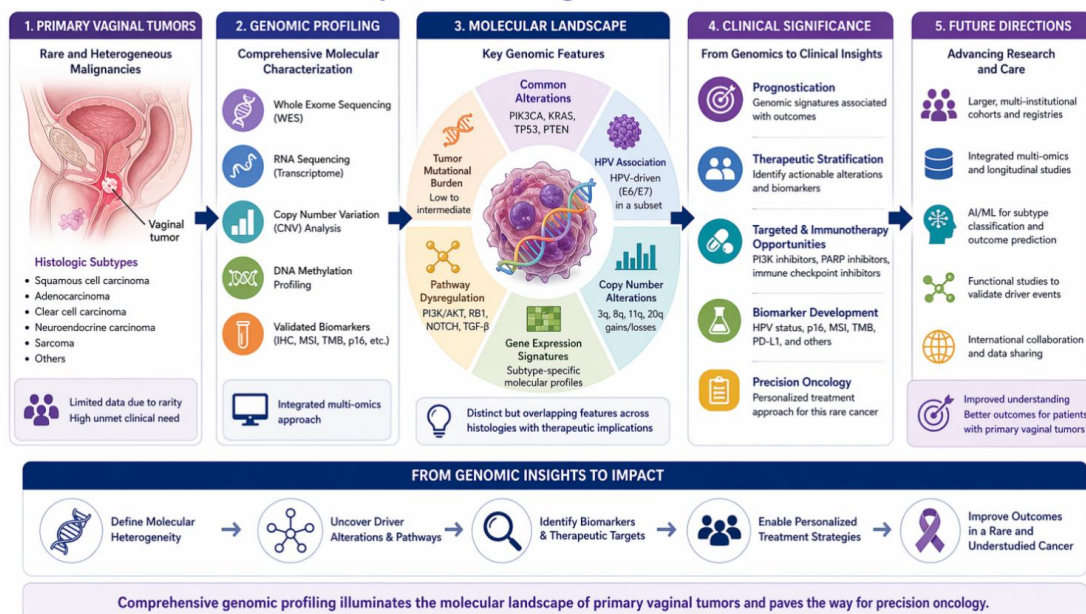 1. PRIMARY VAGINAL TUMORS
Rare and Heterogeneous
Malignancies
Vaginal
tumor
Histologic Subtypes
• Squamous cell carcinoma
• Adenocarcinoma
• Clear cell carcinoma
• Neuroendocrine carcinoma
• Sarcoma
• Others
Limited data due to rarity
High unmet clinical need
2. GENOMIC PROFILING
Comprehensive Molecular
Characterization
Whole Exome Sequencing
(WES)
RNA Sequencing
(Transcriptome)
Copy Number Variation
(CNV) Analysis
DNA Methylation
Profiling
Validated Biomarkers
(IHC, MSI, TMB, p16, etc.)
Integrated multi-omics
approach
3. MOLECULAR LANDSCAPE
Key Genomic Features
Common
Alterations
PIK3CA, KRAS,
TP53, PTEN
HPV Association
HPV-driven
(E6/E7)
in a subset
Copy Number
Alterations
3q, 8q, 11q, 20q
gains/losses
Gene Expression
Signatures
Subtype-specific
molecular profiles
Pathway
Dysregulation
PI3K/AKT, RB1,
NOTCH, TGF-β
Tumor
Mutational
Burden
Low to
intermediate
Distinct but overlapping features across
histologies with therapeutic implications
4. CLINICAL SIGNIFICANCE
From Genomics to Clinical Insights
Prognostication
Genomic signatures associated
with outcomes
Therapeutic Stratification
Identify actionable alterations
and biomarkers
Targeted & Immunotherapy
Opportunities
PI3K inhibitors, PARP inhibitors,
immune checkpoint inhibitors
Biomarker Development
HPV status, p16, MSI, TMB,
PD-L1, and others
Precision Oncology
Personalized treatment
approach for this rare cancer
5. FUTURE DIRECTIONS
Advancing Research
and Care
Larger, multi-institutional
cohorts and registries
Integrated multi-omics
and longitudinal studies
AI/ML for subtype
classification and
outcome prediction
Functional studies to
validate driver events
International collaboration
and data sharing
Improved understanding
Better outcomes for patients
with primary vaginal tumors
FROM GENOMIC INSIGHTS TO IMPACT
Define Molecular
Heterogeneity
Uncover Driver
Alterations & Pathways
Identify Biomarkers
& Therapeutic Targets
Enable Personalized
Treatment Strategies
Improve Outcomes
in a Rare and
Understudied Cancer
Comprehensive genomic profiling illuminates the molecular landscape of primary vaginal tumors and paves the way for precision oncology.